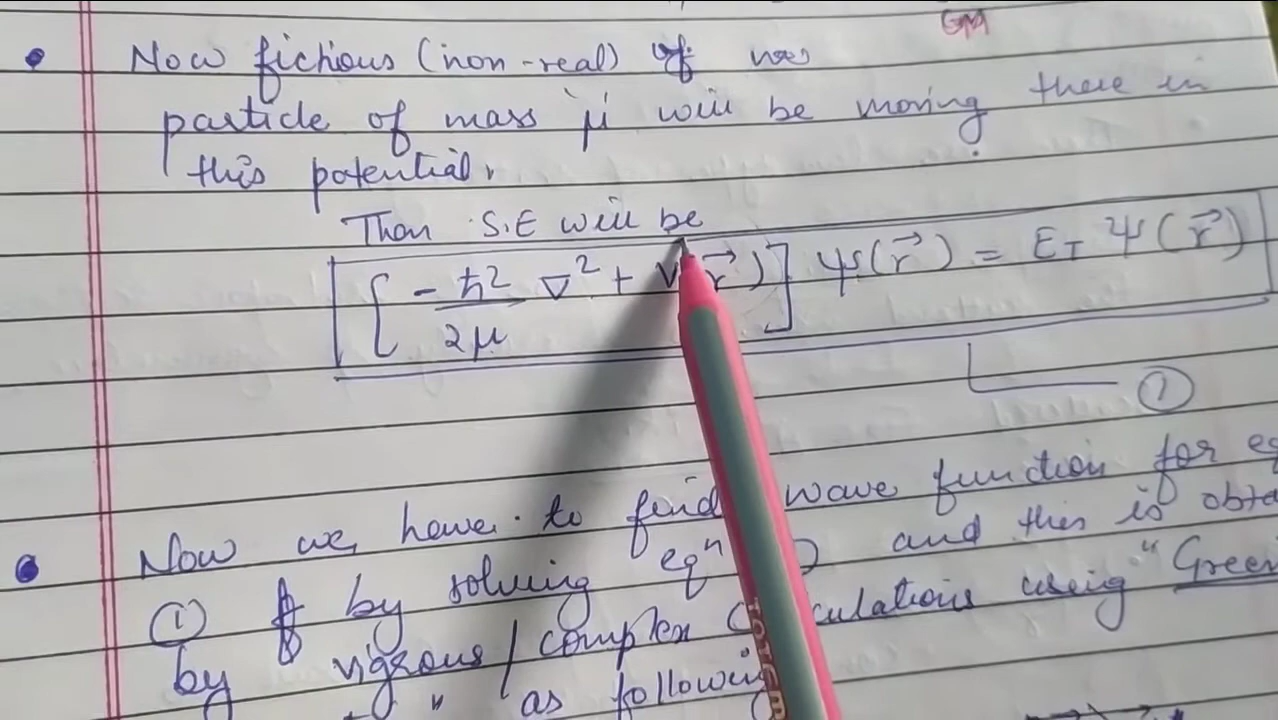 GM
Now fictious (non-real) of
particle of mass 'μ' will be moving there in
this potential.
Then S.E will be
[-ħ²/2μ ∇² + V(r⃗)] ψ(r⃗) = E_T ψ(r⃗)
①
Now we have to find wave function for
① by solving eqⁿ and this is
by vigrous / complex using "Green
" as following
TOTEM